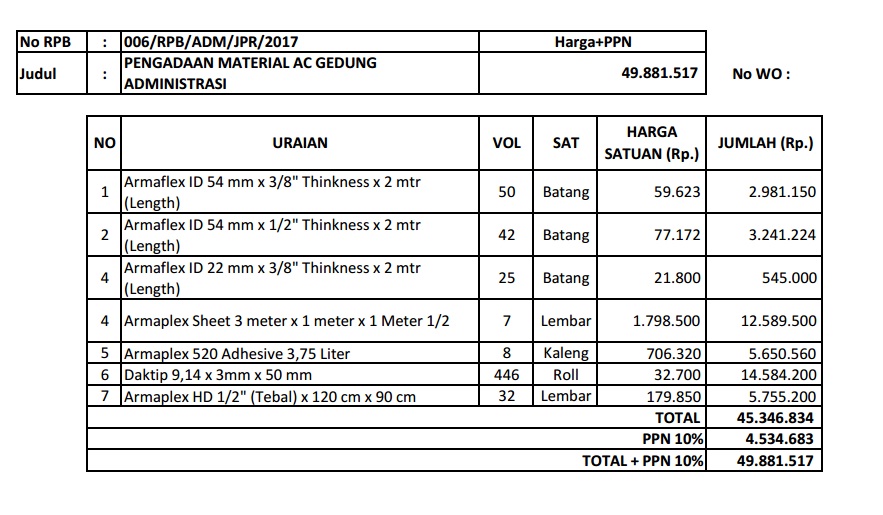 No RPB : 006/RPB/ADM/JPR/2017 Harga+PPN
Judul : PENGADAAN MATERIAL AC GEDUNG
ADMINISTRASI 49.881.517 No WO :
NO URAIAN VOL SAT HARGA
SATUAN (Rp.) JUMLAH (Rp.)
1 Armaflex ID 54 mm x 3/8" Thinkness x 2 mtr
(Length) 50 Batang 59.623 2.981.150
2 Armaflex ID 54 mm x 1/2" Thinkness x 2 mtr
(Length) 42 Batang 77.172 3.241.224
4 Armaflex ID 22 mm x 3/8" Thinkness x 2 mtr
(Length) 25 Batang 21.800 545.000
4 Armaplex Sheet 3 meter x 1 meter x 1 Meter 1/2 7 Lembar 1.798.500 12.589.500
5 Armaplex 520 Adhesive 3,75 Liter 8 Kaleng 706.320 5.650.560
6 Daktip 9,14 x 3mm x 50 mm 446 Roll 32.700 14.584.200
7 Armaplex HD 1/2" (Tebal) x 120 cm x 90 cm 32 Lembar 179.850 5.755.200
TOTAL 45.346.834
PPN 10% 4.534.683
TOTAL + PPN 10% 49.881.517